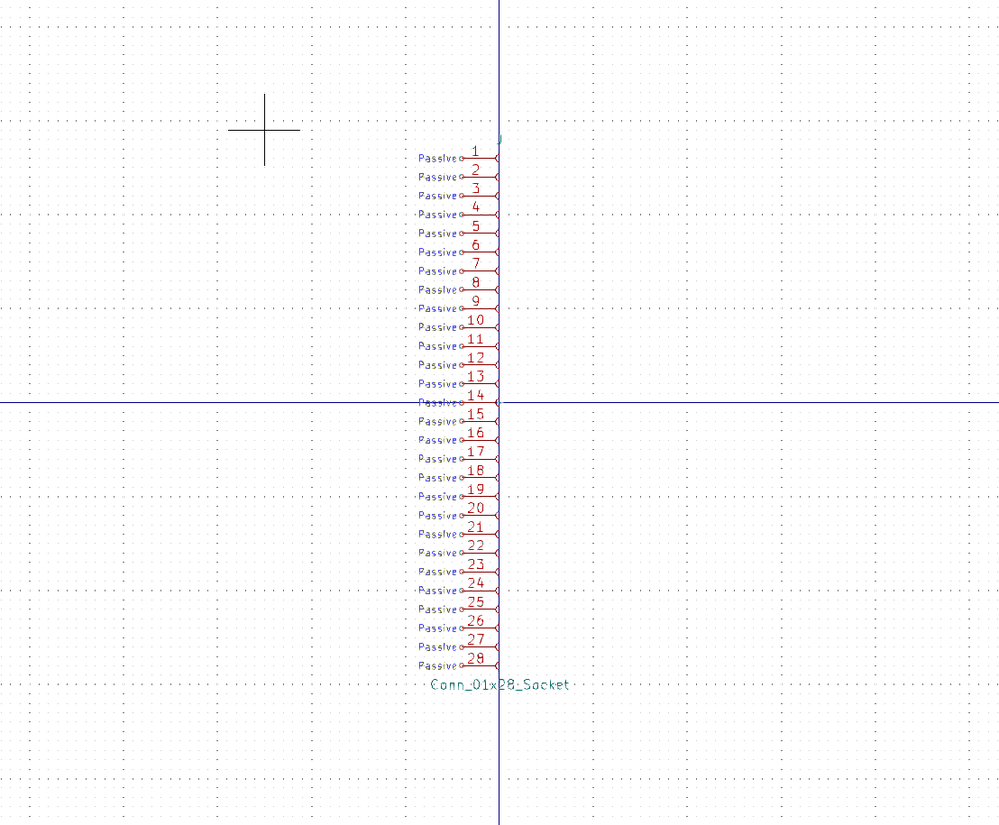 J
Passive 1
Passive 2
Passive 3
Passive 4
Passive 5
Passive 6
Passive 7
Passive 8
Passive 9
Passive 10
Passive 11
Passive 12
Passive 13
Passive 14
Passive 15
Passive 16
Passive 17
Passive 18
Passive 19
Passive 20
Passive 21
Passive 22
Passive 23
Passive 24
Passive 25
Passive 26
Passive 27
Passive 28
Conn_01x28_Socket